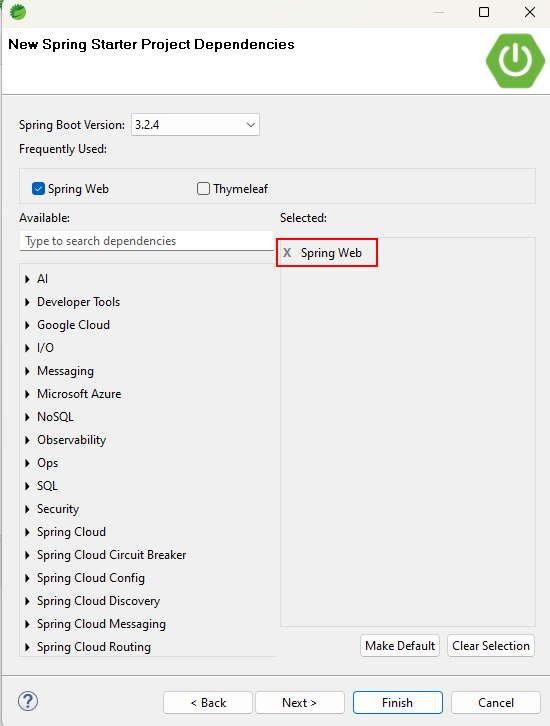 New Spring Starter Project Dependencies
Spring Boot Version: 3.2.4
Frequently Used:
Spring Web
Thymeleaf
Available:
Selected:
Type to search dependencies
X Spring Web
AI
Developer Tools
Google Cloud
I/O
Messaging
Microsoft Azure
NoSQL
Observability
Ops
SQL
Security
Spring Cloud
Spring Cloud Circuit Breaker
Spring Cloud Config
Spring Cloud Discovery
Spring Cloud Messaging
Spring Cloud Routing
Make Default
Clear Selection
?
< Back
Next >
Finish
Cancel